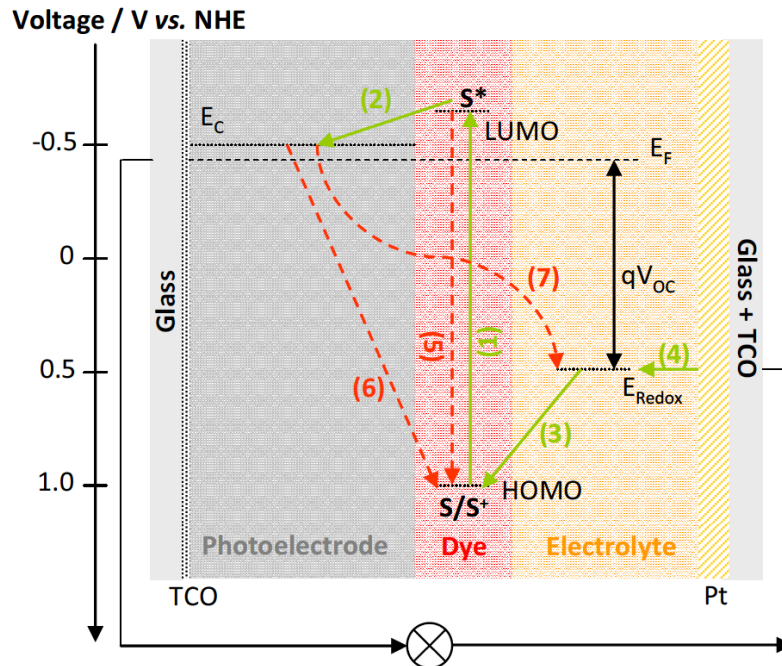 Voltage / V vs. NHE
S*
(2)
E_C
LUMO
-0.5
E_F
0
Glass
(7)
qV_OC
Glass + TCO
(5)
(1)
(4)
0.5
(6)
E_Redox
(3)
1.0
HOMO
S/S⁺
Photoelectrode
Dye
Electrolyte
TCO
Pt